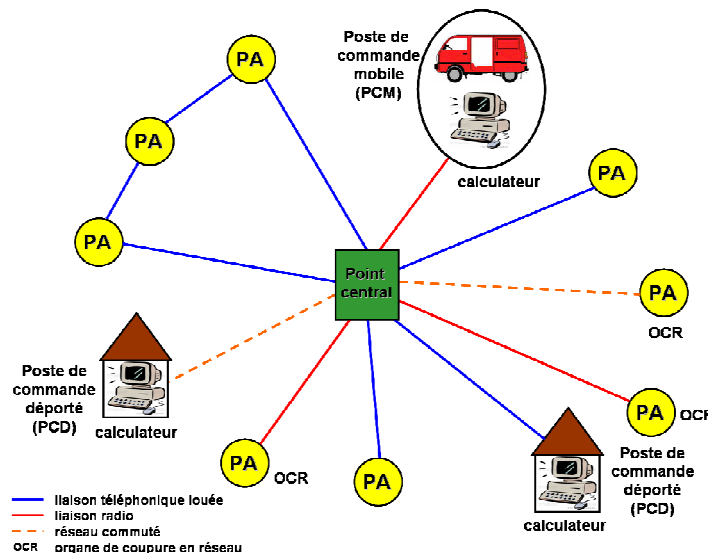 PA
Poste de
commande
mobile
(PCM)
calculateur
PA
PA
PA
PA
Point
central
PA
OCR
Poste de
commande
déporté
(PCD)
calculateur
PA
OCR
PA
OCR
PA
Poste de
commande
déporté
(PCD)
calculateur
liaison téléphonique louée
liaison radio
réseau commuté
OCR organe de coupure en réseau